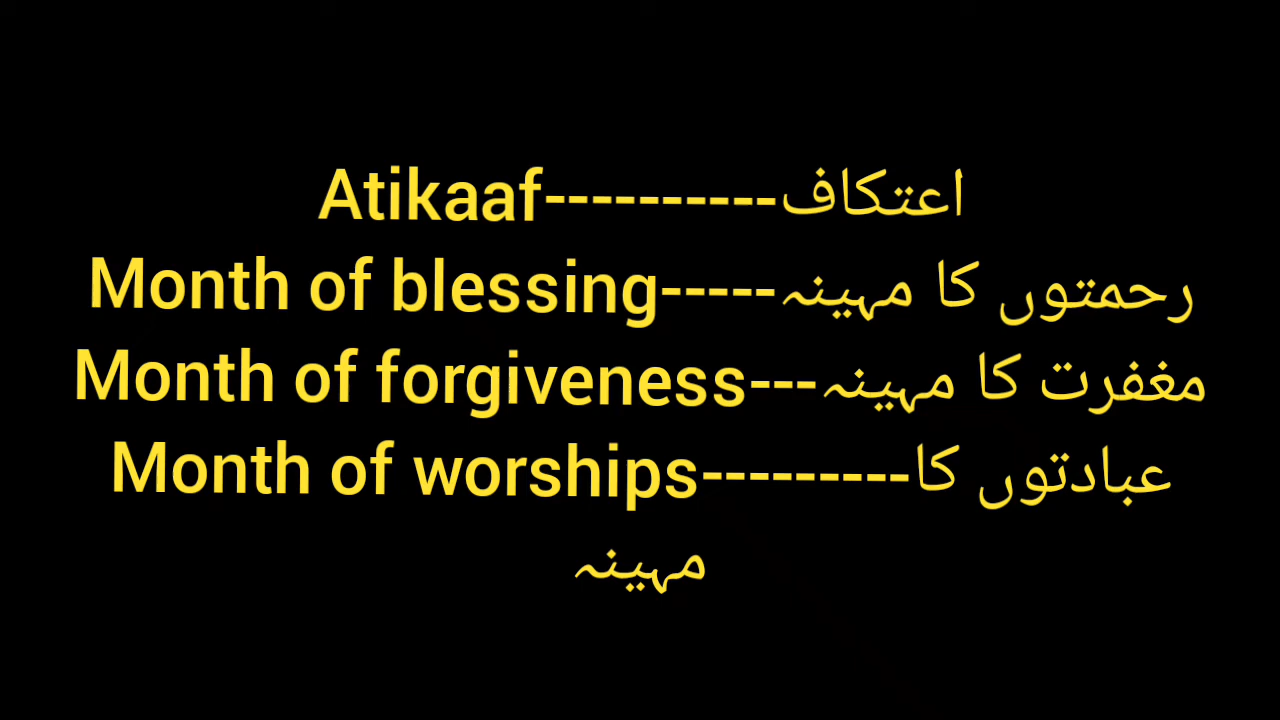 Atikaaf----------اعتکاف
Month of blessing-----رحمتوں کا مہینہ
Month of forgiveness---مغفرت کا مہینہ
Month of worships---------عبادتوں کا
مہینہ